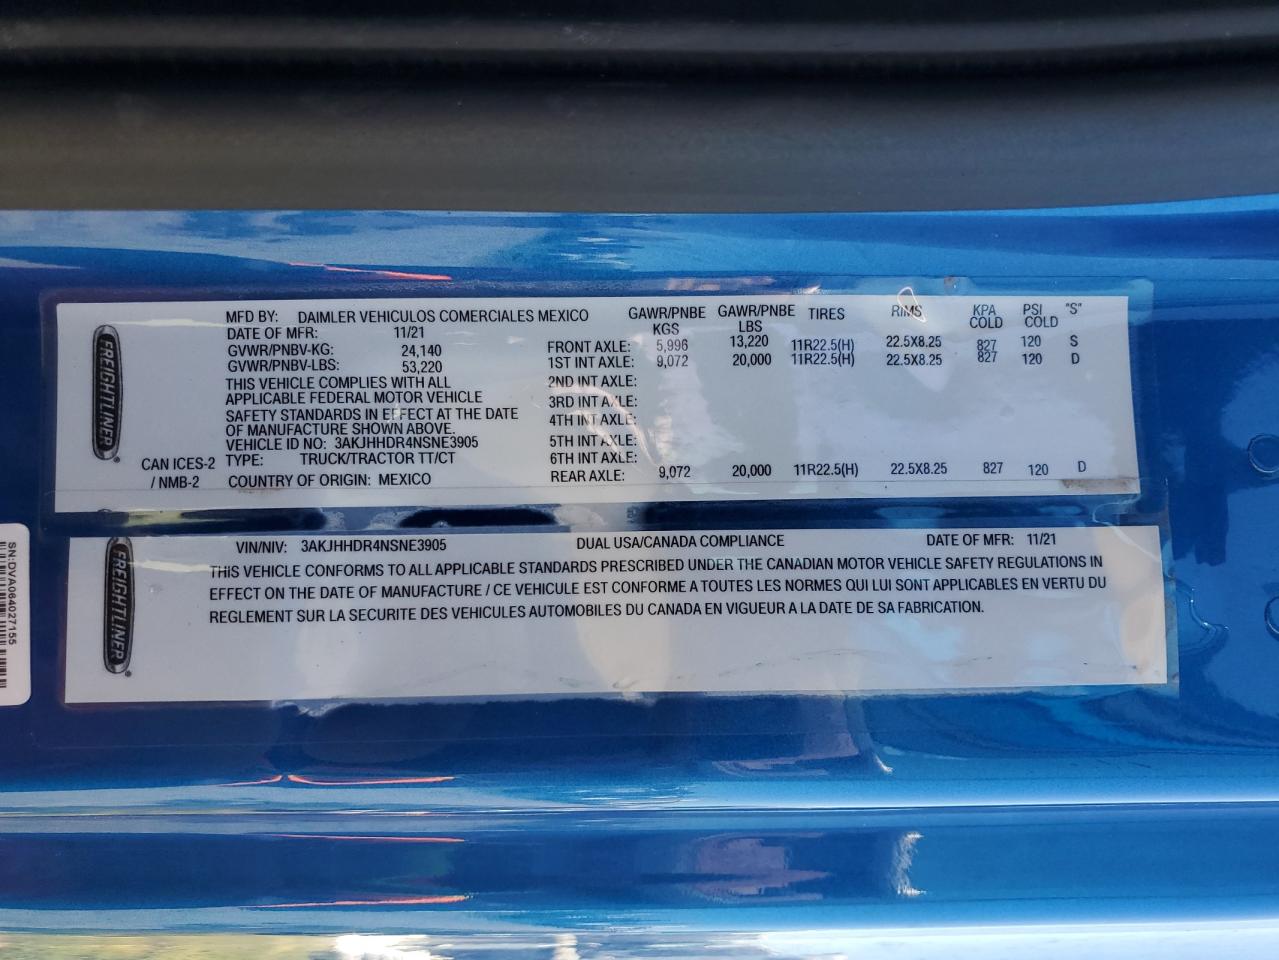 FREIGHTLINER®
CAN ICES-2
/ NMB-2
MFD BY: DAIMLER VEHICULOS COMERCIALES MEXICO
DATE OF MFR: 11/21
GVWR/PNBV-KG: 24,140
GVWR/PNBV-LBS: 53,220
THIS VEHICLE COMPLIES WITH ALL
APPLICABLE FEDERAL MOTOR VEHICLE
SAFETY STANDARDS IN EFFECT AT THE DATE
OF MANUFACTURE SHOWN ABOVE.
VEHICLE ID NO: 3AKJHHDR4NSNE3905
TYPE: TRUCK/TRACTOR TT/CT
COUNTRY OF ORIGIN: MEXICO
GAWR/PNBE GAWR/PNBE TIRES RIMS KPA PSI "S"
KGS LBS COLD COLD
FRONT AXLE: 5,996 13,220 11R22.5(H) 22.5X8.25 827 120 S
1ST INT AXLE: 9,072 20,000 11R22.5(H) 22.5X8.25 827 120 D
2ND INT AXLE:
3RD INT AXLE:
4TH INT AXLE:
5TH INT AXLE:
6TH INT AXLE:
REAR AXLE: 9,072 20,000 11R22.5(H) 22.5X8.25 827 120 D
FREIGHTLINER®
VIN/NIV: 3AKJHHDR4NSNE3905 DUAL USA/CANADA COMPLIANCE DATE OF MFR: 11/21
THIS VEHICLE CONFORMS TO ALL APPLICABLE STANDARDS PRESCRIBED UNDER THE CANADIAN MOTOR VEHICLE SAFETY REGULATIONS IN
EFFECT ON THE DATE OF MANUFACTURE / CE VEHICULE EST CONFORME A TOUTES LES NORMES QUI LUI SONT APPLICABLES EN VERTU DU
REGLEMENT SUR LA SECURITE DES VEHICULES AUTOMOBILES DU CANADA EN VIGUEUR A LA DATE DE SA FABRICATION.
SN:DVA064027155